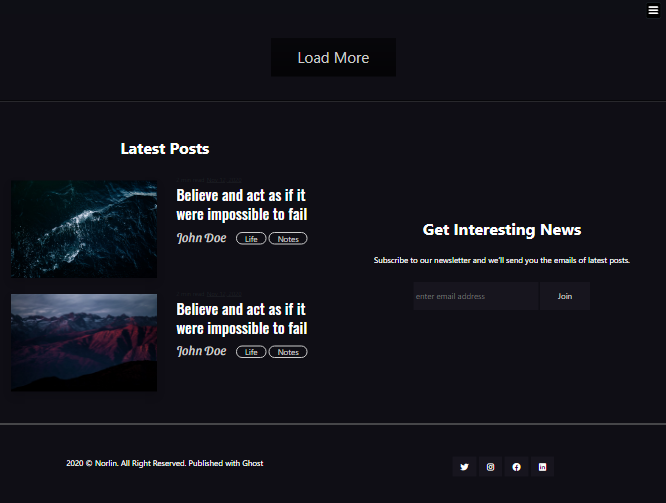 Load More
Latest Posts
Believe and act as if it
were impossible to fail
John Doe
Life
Notes
Believe and act as if it
were impossible to fail
John Doe
Life
Notes
Get Interesting News
Subscribe to our newsletter and we'll send you the emails of latest posts.
enter email address
Join
2020 © Norlin. All Right Reserved. Published with Ghost